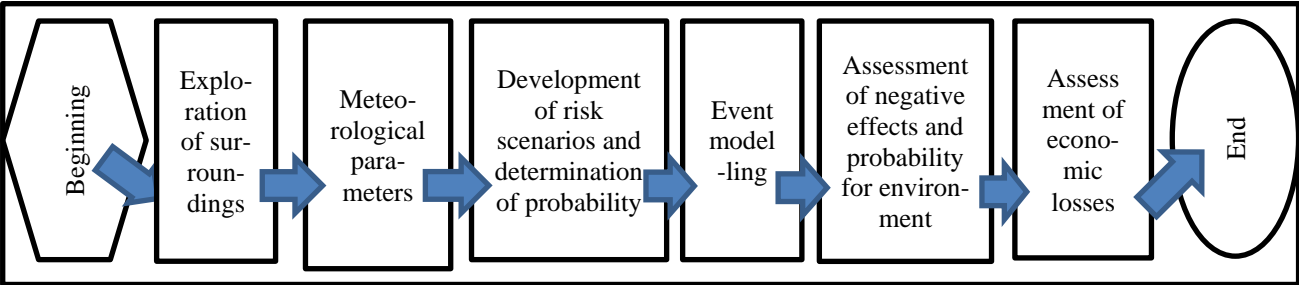 Beginning
Explo-
ration
of sur-
roun-
dings
Meteo-
rological
para-
meters
Development
of risk
scenarios and
determination
of probability
Event
model
-ling
Assessment
of negative
effects and
probability
for environ-
ment
Assess
ment of
econo-
mic
losses
End